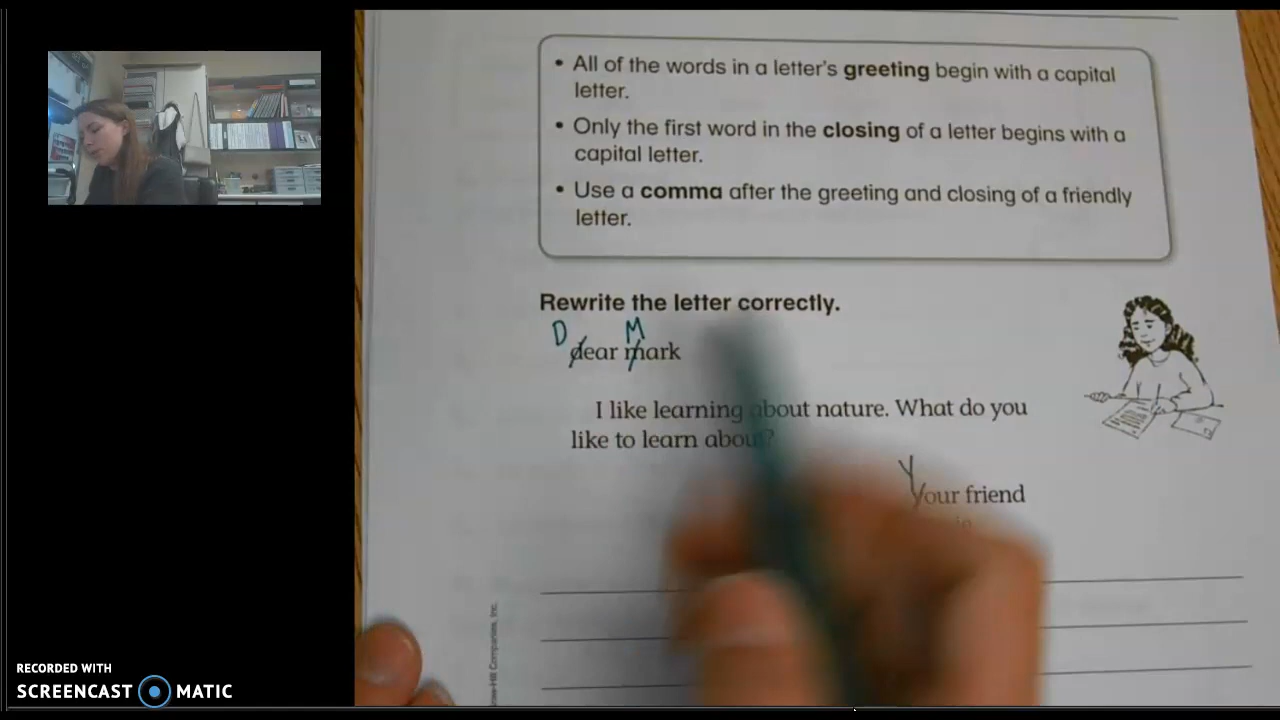 • All of the words in a letter's greeting begin with a capital
letter.
• Only the first word in the closing of a letter begins with a
capital letter.
• Use a comma after the greeting and closing of a friendly
letter.
Rewrite the letter correctly.
D M
dear mark
I like learning about nature. What do you
like to learn about?
Y
your friend
RECORDED WITH
SCREENCAST MATIC